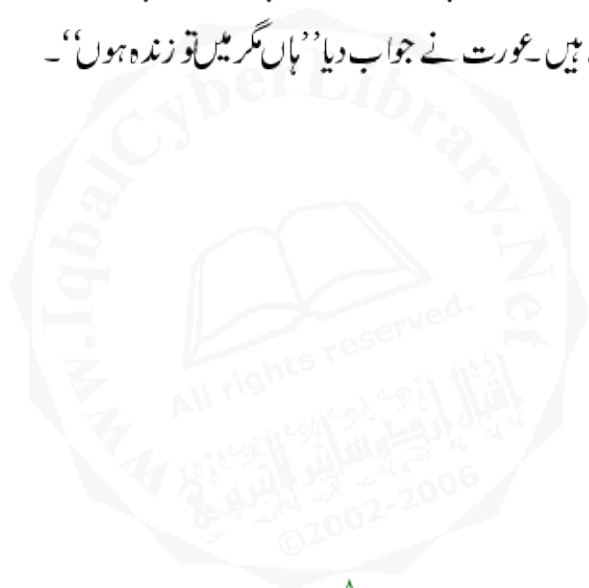 ہیں۔عورت نے جواب دیا’’ہاں مگر میں تو زندہ ہوں‘‘۔
www.IqbalCyberLibrary.Net
All rights reserved.
©2002-2006